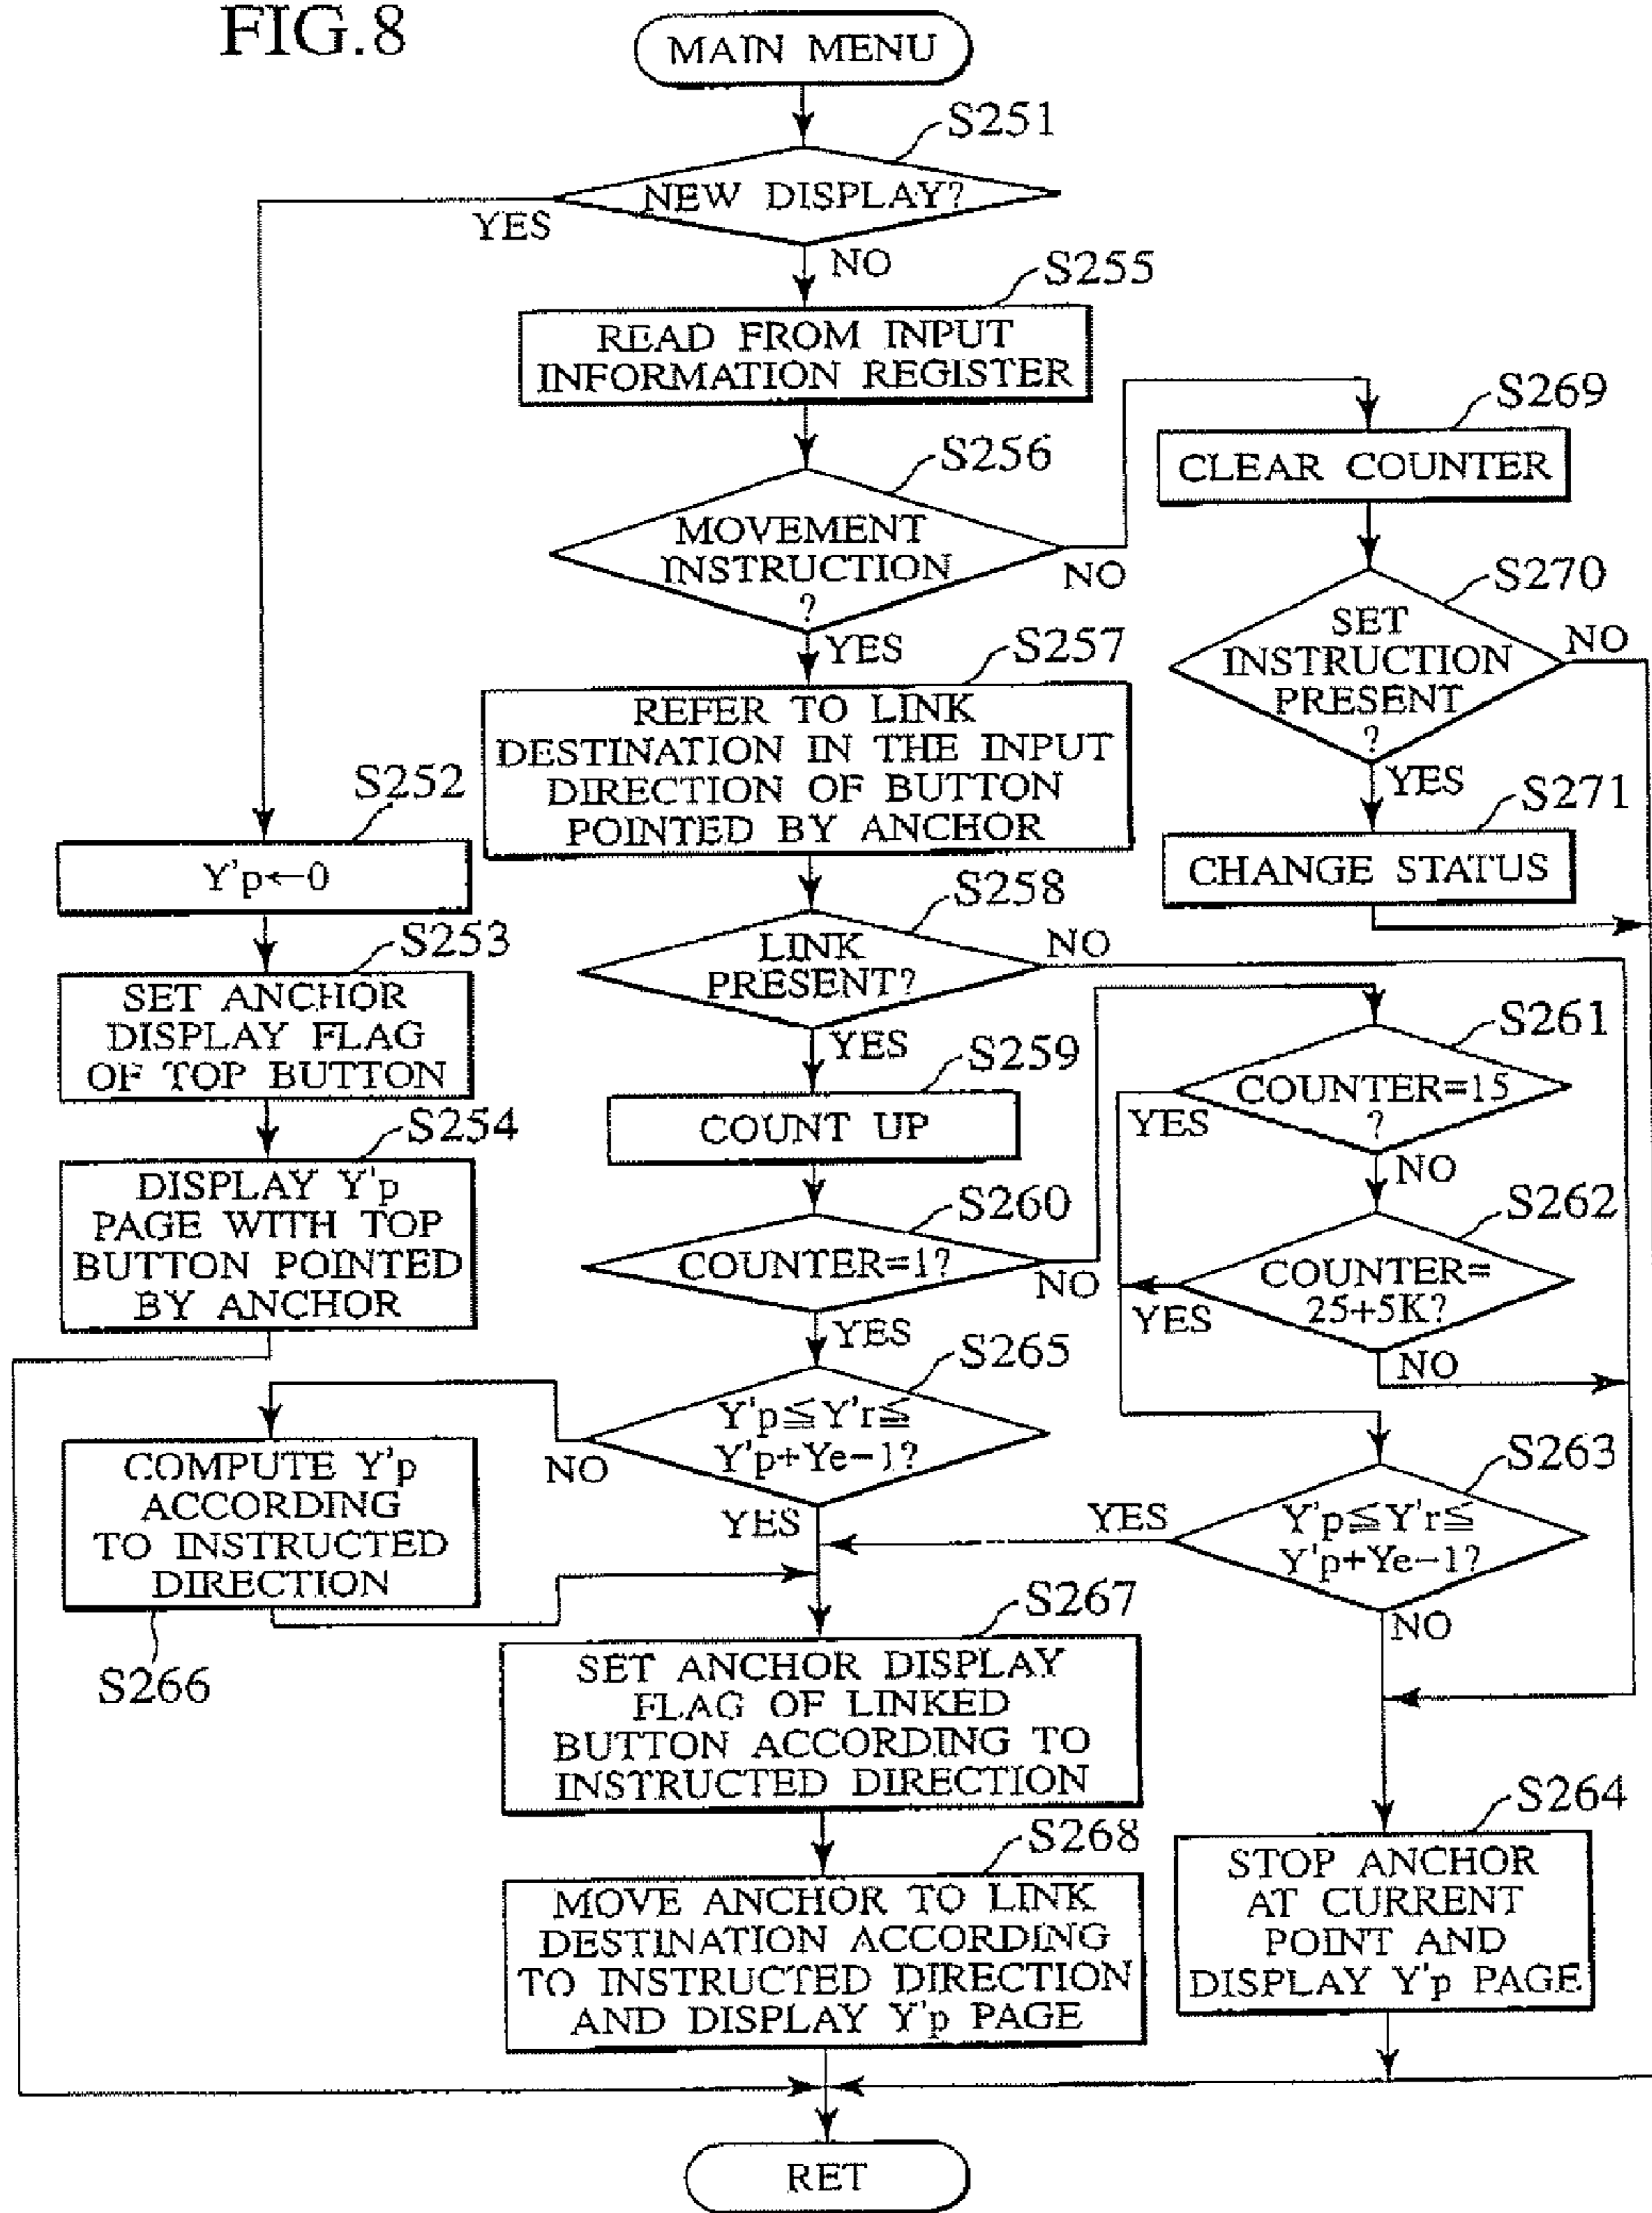 FIG.8
MAIN MENU
S251
NEW DISPLAY?
YES
NO
S255
READ FROM INPUT
INFORMATION REGISTER
S256
MOVEMENT
INSTRUCTION
?
NO
YES
S269
CLEAR COUNTER
S270
SET
INSTRUCTION
PRESENT
?
NO
YES
S271
CHANGE STATUS
S257
REFER TO LINK
DESTINATION IN THE INPUT
DIRECTION OF BUTTON
POINTED BY ANCHOR
S252
Y'p←0
S253
SET ANCHOR
DISPLAY FLAG
OF TOP BUTTON
S254
DISPLAY Y'p
PAGE WITH TOP
BUTTON POINTED
BY ANCHOR
S258
LINK
PRESENT?
NO
YES
S259
COUNT UP
S260
COUNTER=1?
NO
YES
S261
COUNTER=15
?
YES
NO
S262
COUNTER=
25+5K?
YES
NO
S265
Y'p≦Y'r≦
Y'p+Ye−1?
NO
YES
COMPUTE Y'p
ACCORDING
TO INSTRUCTED
DIRECTION
S266
S263
Y'p≦Y'r≦
Y'p+Ye−1?
YES
NO
S267
SET ANCHOR DISPLAY
FLAG OF LINKED
BUTTON ACCORDING TO
INSTRUCTED DIRECTION
S268
MOVE ANCHOR TO LINK
DESTINATION ACCORDING
TO INSTRUCTED DIRECTION
AND DISPLAY Y'p PAGE
S264
STOP ANCHOR
AT CURRENT
POINT AND
DISPLAY Y'p PAGE
RET